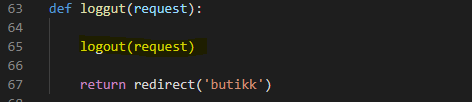 63 def loggut(request):
64
65 logout(request)
66
67 return redirect('butikk')